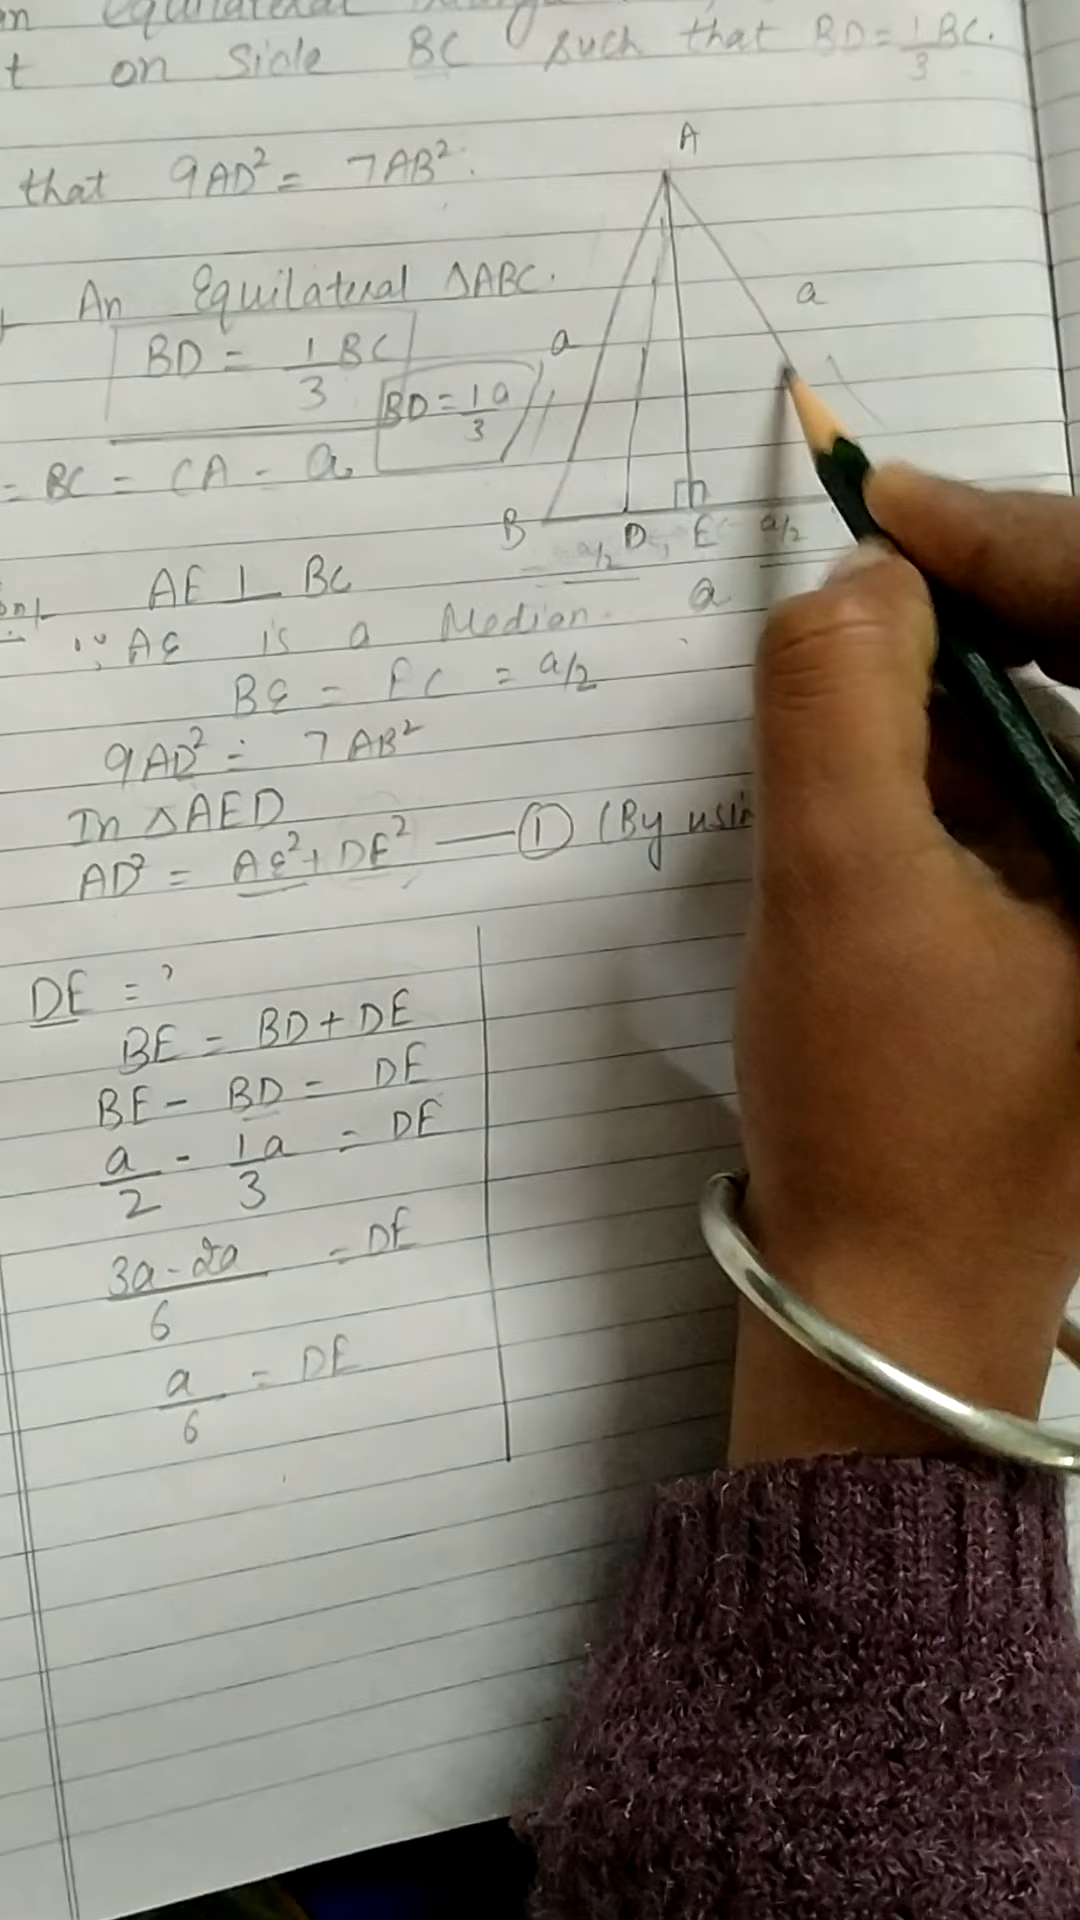 an Equilateral
t on side BC such that BD = 1/3 BC.
that 9AD² = 7AB².
An Equilateral ΔABC.
BD = 1/3 BC
BD = 1a/3
= BC = CA - a
A
a
a
B D E
a/2 a/2
a
AE ⊥ BC
∵ AE is a Median.
BE = EC = a/2
9AD² = 7AB²
In ΔAED
AD² = AE² + DE² — ① (By usin
DE = ?
BE = BD + DE
BE - BD = DE
a/2 - 1a/3 = DE
3a - 2a/6 = DE
a/6 = DE